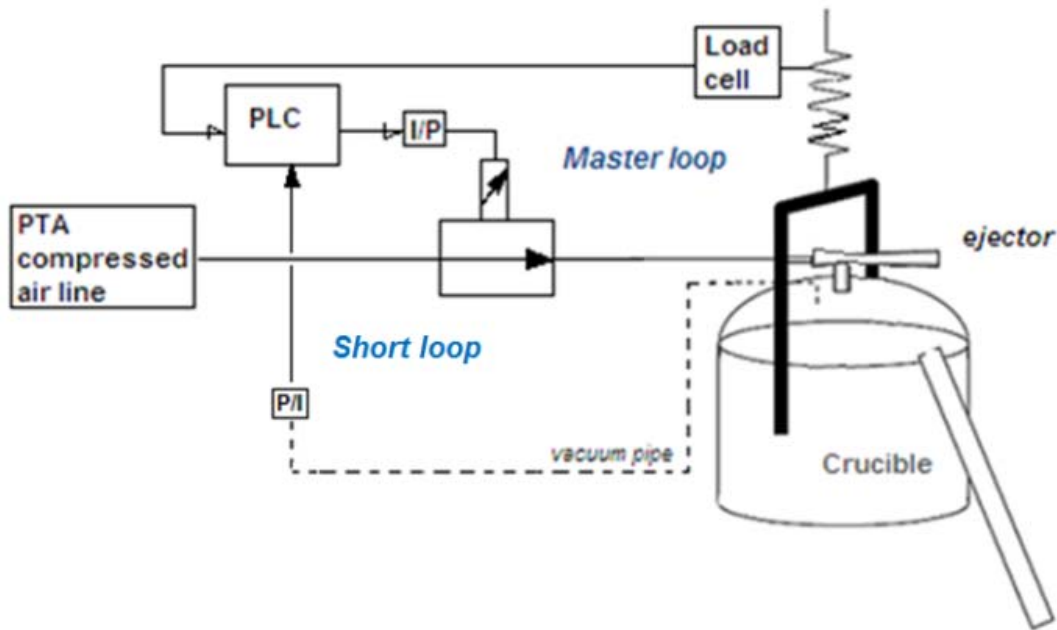 Load
cell
PLC
I/P
Master loop
PTA
compressed
air line
ejector
Short loop
P/I
vacuum pipe
Crucible